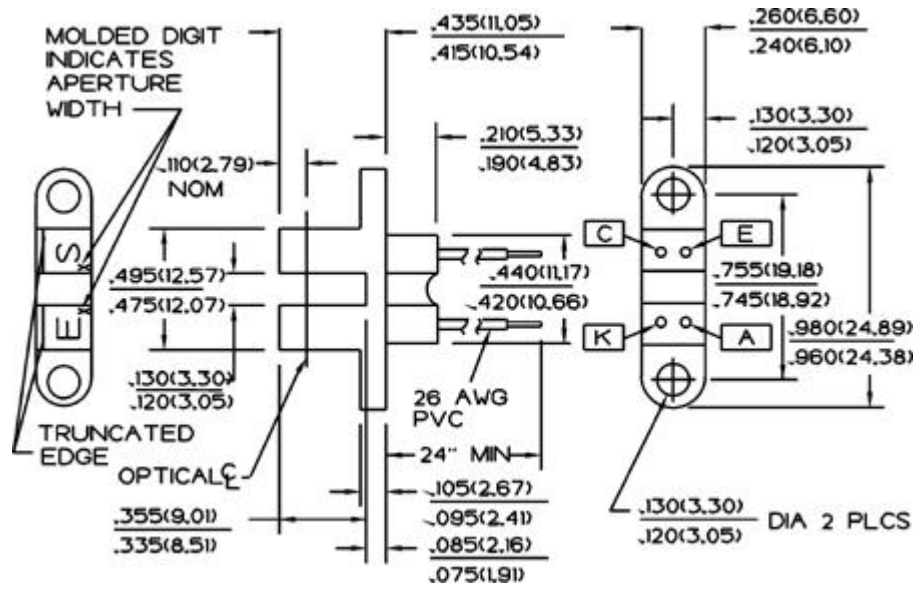 MOLDED DIGIT
INDICATES
APERTURE
WIDTH
.435(11.05)
.415(10.54)
.260(6.60)
.240(6.10)
.110(2.79)
NOM
.210(5.33)
.190(4.83)
.130(3.30)
.120(3.05)
S
E
.495(12.57)
.475(12.07)
.440(11.17)
.420(10.66)
C
E
K
A
.755(19.18)
.745(18.92)
.980(24.89)
.960(24.38)
.130(3.30)
.120(3.05)
26 AWG
PVC
TRUNCATED
EDGE
OPTICAL ℄
24" MIN
.105(2.67)
.095(2.41)
.355(9.01)
.335(8.51)
.085(2.16)
.075(1.91)
.130(3.30)
.120(3.05)
DIA 2 PLCS